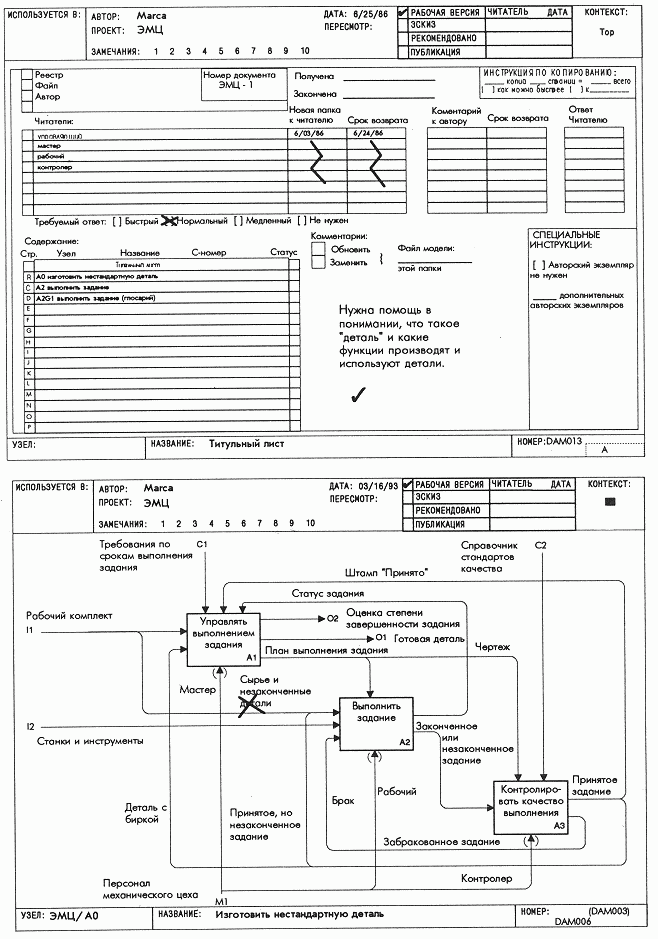 ИСПОЛЬЗУЕТСЯ В:
АВТОР: Marca
ПРОЕКТ: ЭМЦ
ЗАМЕЧАНИЯ: 1 2 3 4 5 6 7 8 9 10
ДАТА: 6/25/86
ПЕРЕСМОТР:
РАБОЧАЯ ВЕРСИЯ
ЭСКИЗ
РЕКОМЕНДОВАНО
ПУБЛИКАЦИЯ
ЧИТАТЕЛЬ ДАТА
КОНТЕКСТ:
Top
Реестр
Файл
Автор
Номер документа
ЭМЦ - 1
Получена
Закончена
ИНСТРУКЦИЯ ПО КОПИРОВАНИЮ:
копий страниц = всего
[ ] как можно быстрее [ ] к
Читатели:
Новая папка
к читателю
Срок возврата
Коментарий
к автору
Срок возврата
Ответ
Читателю
6/03/86 6/24/86
мастер
рабочий
контролер
Требуемый ответ: [ ] Быстрый [X] Нормальный [ ] Медленный [ ] Не нужен
Содержание:
Стр. Узел Название С-номер Статус
Титульный лист
B A0 изготовить нестандартную деталь
C A2 выполнить задание
D A2G1 выполнить задание (глосарий)
E
F
G
H
I
J
K
L
M
N
O
P
Комментарии:
Обновить
Заменить
}
Файл модели:
этой папки
Нужна помощь в
понимании, что такое
"деталь" и какие
функции производят и
используют детали.
СПЕЦИАЛЬНЫЕ
ИНСТРУКЦИИ:
[ ] Авторский экземпляр
не нужен
дополнительных
авторских экземпляров
УЗЕЛ:
НАЗВАНИЕ: Титульный лист
НОМЕР: DAM013
A
ИСПОЛЬЗУЕТСЯ В:
АВТОР: Marca
ПРОЕКТ: ЭМЦ
ЗАМЕЧАНИЯ: 1 2 3 4 5 6 7 8 9 10
ДАТА: 03/16/93
ПЕРЕСМОТР:
РАБОЧАЯ ВЕРСИЯ
ЭСКИЗ
РЕКОМЕНДОВАНО
ПУБЛИКАЦИЯ
ЧИТАТЕЛЬ ДАТА
КОНТЕКСТ:
Требования по
срокам выполнения
задания
C1
Справочник
стандартов
качества
C2
Штамп "Принято"
Статус задания
Рабочий комплект
I1
Управлять
выполнением
задания
A1
O2 Оценка степени
завершенности задания
O1 Готовая деталь
План выполнения задания
Чертеж
Мастер
Сырье и
незаконченные
детали
Выполнить
задание
A2
I2
Станки и инструменты
Законченное
или
незаконченное
задание
Контролиро-
вать качество
выполнения
A3
Принятое
задание
Деталь с
биркой
Принятое, но
незаконченное
задание
Брак
Рабочий
Забракованное задание
Контролер
Персонал
механического цеха
M1
УЗЕЛ: ЭМЦ/A0
НАЗВАНИЕ: Изготовить нестандартную деталь
НОМЕР: (DAM003)
DAM006